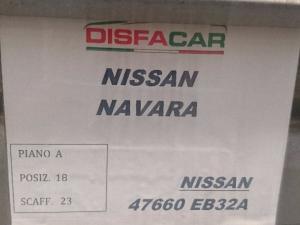 DISFACAR
NISSAN
NAVARA
PIANO A
POSIZ. 18
SCAFF. 23
NISSAN
47660 EB32A